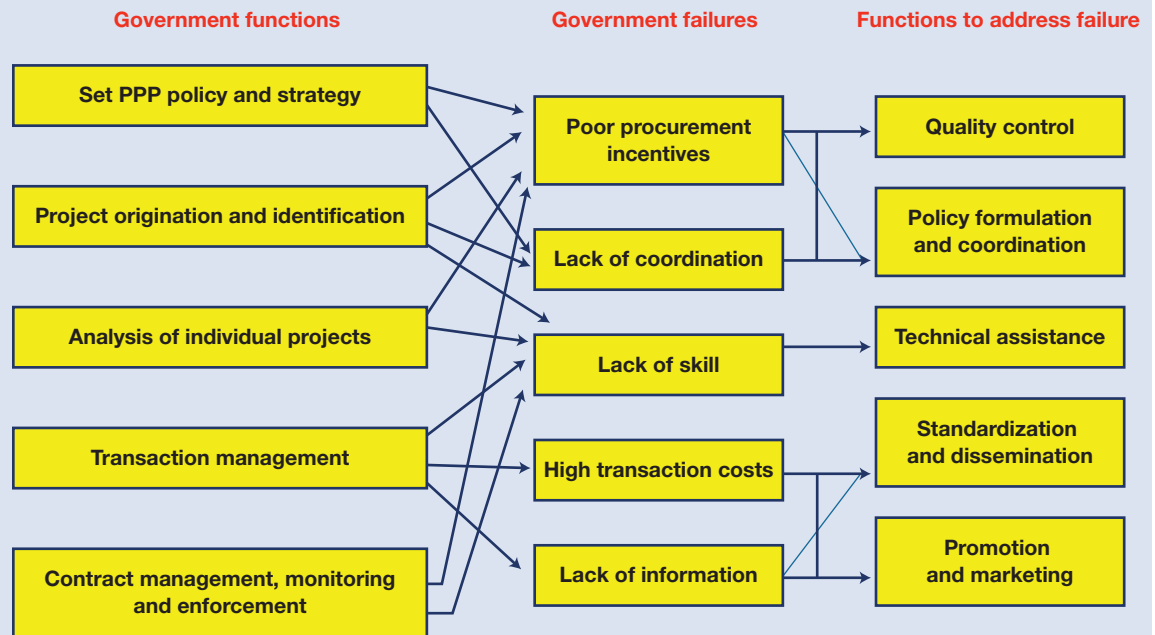 Government functions
Government failures
Functions to address failure
Set PPP policy and strategy
Project origination and identification
Analysis of individual projects
Transaction management
Contract management, monitoring
and enforcement
Poor procurement
incentives
Lack of coordination
Lack of skill
High transaction costs
Lack of information
Quality control
Policy formulation
and coordination
Technical assistance
Standardization
and dissemination
Promotion
and marketing